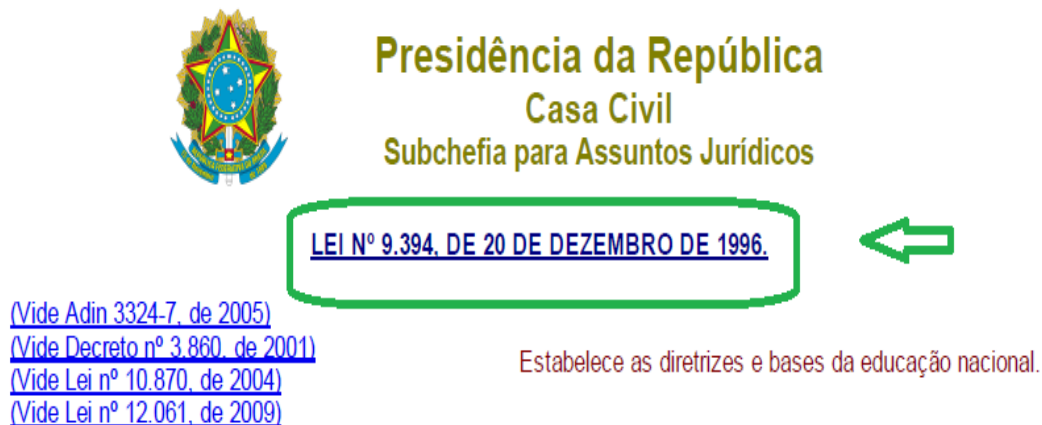 Presidência da República
Casa Civil
Subchefia para Assuntos Jurídicos
LEI Nº 9.394, DE 20 DE DEZEMBRO DE 1996.
(Vide Adin 3324-7, de 2005)
(Vide Decreto nº 3.860, de 2001)
(Vide Lei nº 10.870, de 2004)
(Vide Lei nº 12.061, de 2009)
Estabelece as diretrizes e bases da educação nacional.